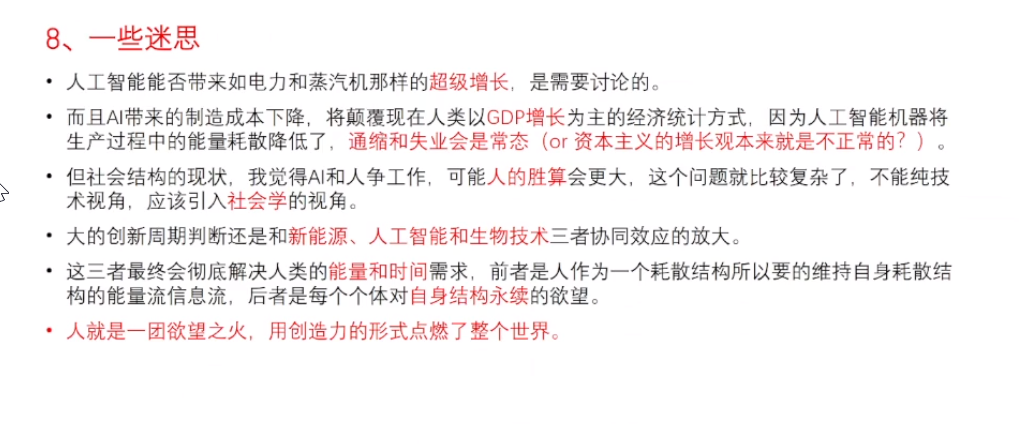 8、一些迷思
• 人工智能能否带来如电力和蒸汽机那样的超级增长，是需要讨论的。
• 而且AI带来的制造成本下降，将颠覆现在人类以GDP增长为主的经济统计方式，因为人工智能机器将
生产过程中的能量耗散降低了，通缩和失业会是常态（or 资本主义的增长观本来就是不正常的？）。
• 但社会结构的现状，我觉得AI和人争工作，可能人的胜算会更大，这个问题就比较复杂了，不能纯技
术视角，应该引入社会学的视角。
• 大的创新周期判断还是和新能源、人工智能和生物技术三者协同效应的放大。
• 这三者最终会彻底解决人类的能量和时间需求，前者是人作为一个耗散结构所以要的维持自身耗散结
构的能量流信息流，后者是每个个体对自身结构永续的欲望。
• 人就是一团欲望之火，用创造力的形式点燃了整个世界。